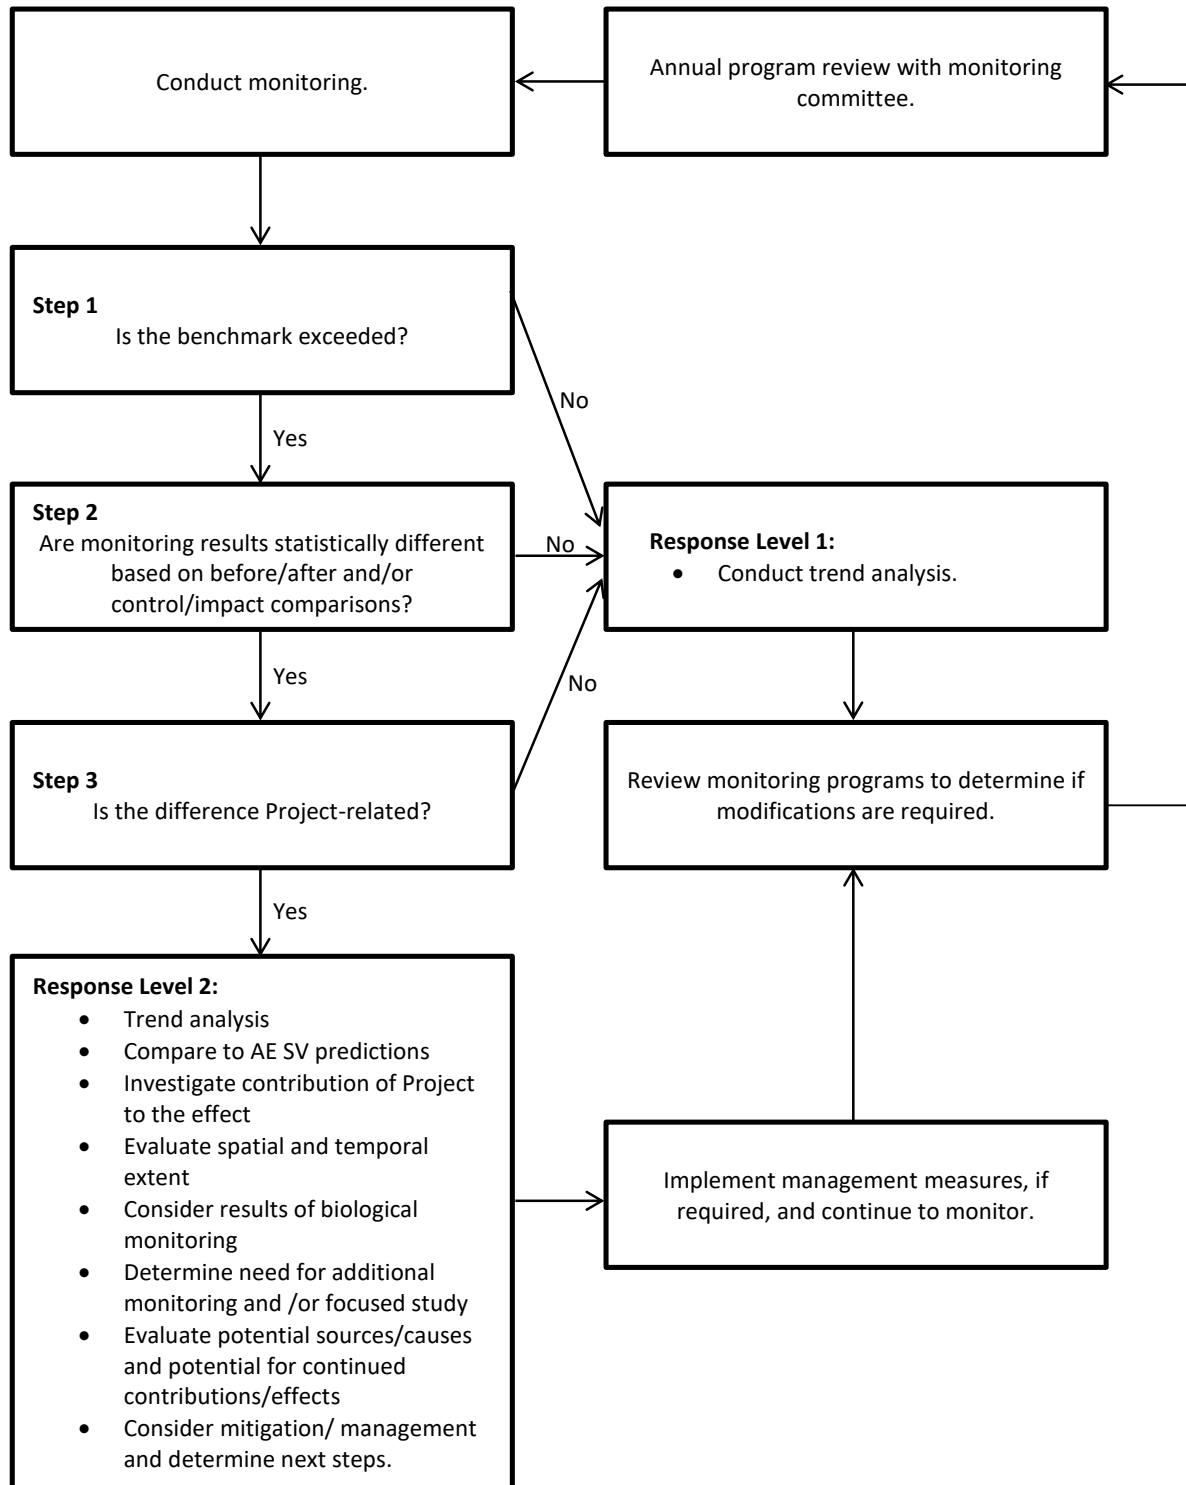 Conduct monitoring.
Annual program review with monitoring
committee.
Step 1
Is the benchmark exceeded?
No
Yes
Step 2
Are monitoring results statistically different
based on before/after and/or
control/impact comparisons?
No
Response Level 1:
• Conduct trend analysis.
Yes
No
Step 3
Is the difference Project-related?
Review monitoring programs to determine if
modifications are required.
Yes
Response Level 2:
• Trend analysis
• Compare to AE SV predictions
• Investigate contribution of Project
to the effect
• Evaluate spatial and temporal
extent
• Consider results of biological
monitoring
• Determine need for additional
monitoring and /or focused study
• Evaluate potential sources/causes
and potential for continued
contributions/effects
• Consider mitigation/ management
and determine next steps.
Implement management measures, if
required, and continue to monitor.